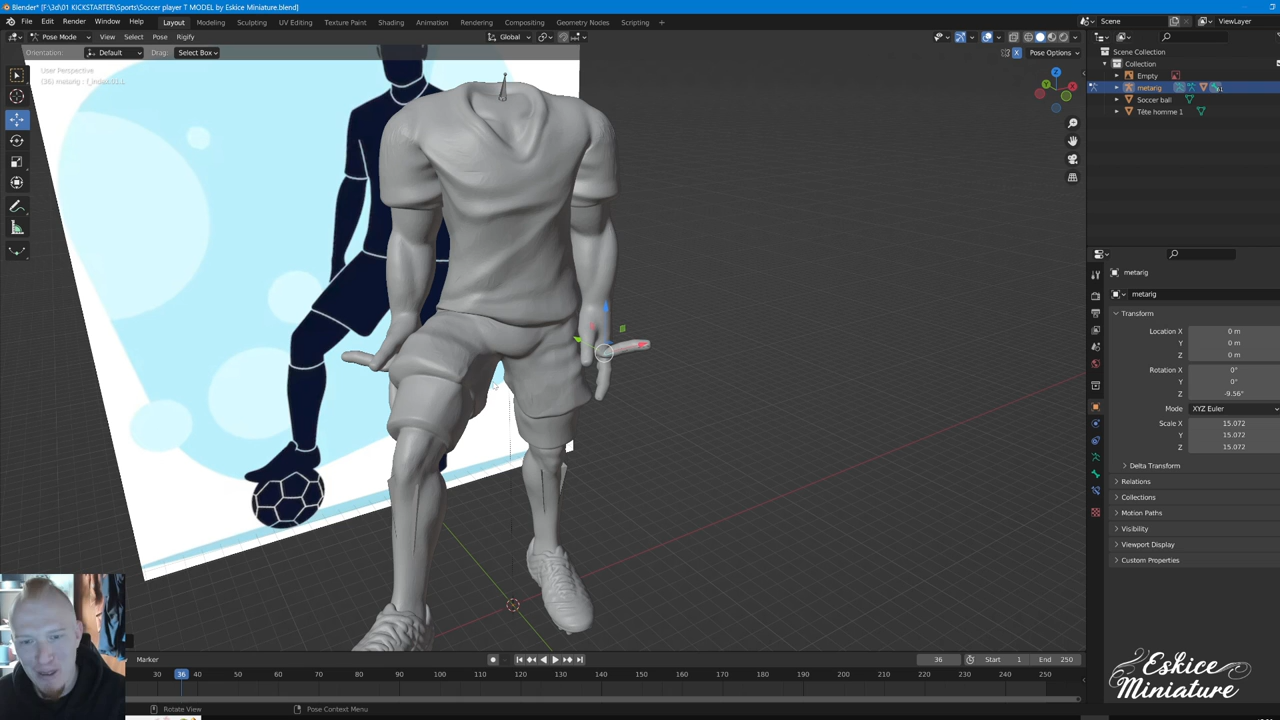 Blender* [F:\3d\01 KICKSTARTER\Sports\Soccer player T MODEL by Eskice Miniature.blend]
File Edit Render Window Help Layout Modeling Sculpting UV Editing Texture Paint Shading Animation Rendering Compositing Geometry Nodes Scripting + Scene ViewLayer
Pose Mode View Select Pose Rigify Global
Orientation: Default Drag: Select Box X Pose Options
User Perspective
(36) metarig : f_index.03.L
Scene Collection
Collection
Empty
metarig
Soccer ball
Tête homme 1
metarig
metarig
Transform
Location X 0 m
Y 0 m
Z 0 m
Rotation X 0°
Y 0°
Z -9.56°
Mode XYZ Euler
Scale X 15.072
Y 15.072
Z 15.072
Delta Transform
Relations
Collections
Motion Paths
Visibility
Viewport Display
Custom Properties
Marker 36 Start 1 End 250
30 36 40 50 60 70 80 90 100 110 120 130 140 150 160 170 180 190 200 210 220 230 240 250
Rotate View Pose Context Menu
Eskice
Miniature